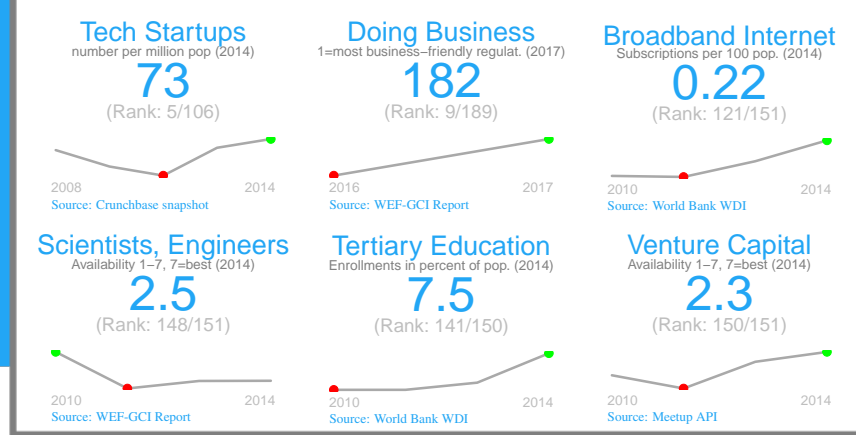 Tech Startups
number per million pop (2014)
73
(Rank: 5/106)
2008 2014
Source: Crunchbase snapshot
Doing Business
1=most business−friendly regulat. (2017)
182
(Rank: 9/189)
2016 2017
Source: WEF-GCI Report
Broadband Internet
Subscriptions per 100 pop. (2014)
0.22
(Rank: 121/151)
2010 2014
Source: World Bank WDI
Scientists, Engineers
Availability 1−7, 7=best (2014)
2.5
(Rank: 148/151)
2010 2014
Source: WEF-GCI Report
Tertiary Education
Enrollments in percent of pop. (2014)
7.5
(Rank: 141/150)
2010 2014
Source: World Bank WDI
Venture Capital
Availability 1−7, 7=best (2014)
2.3
(Rank: 150/151)
2010 2014
Source: Meetup API